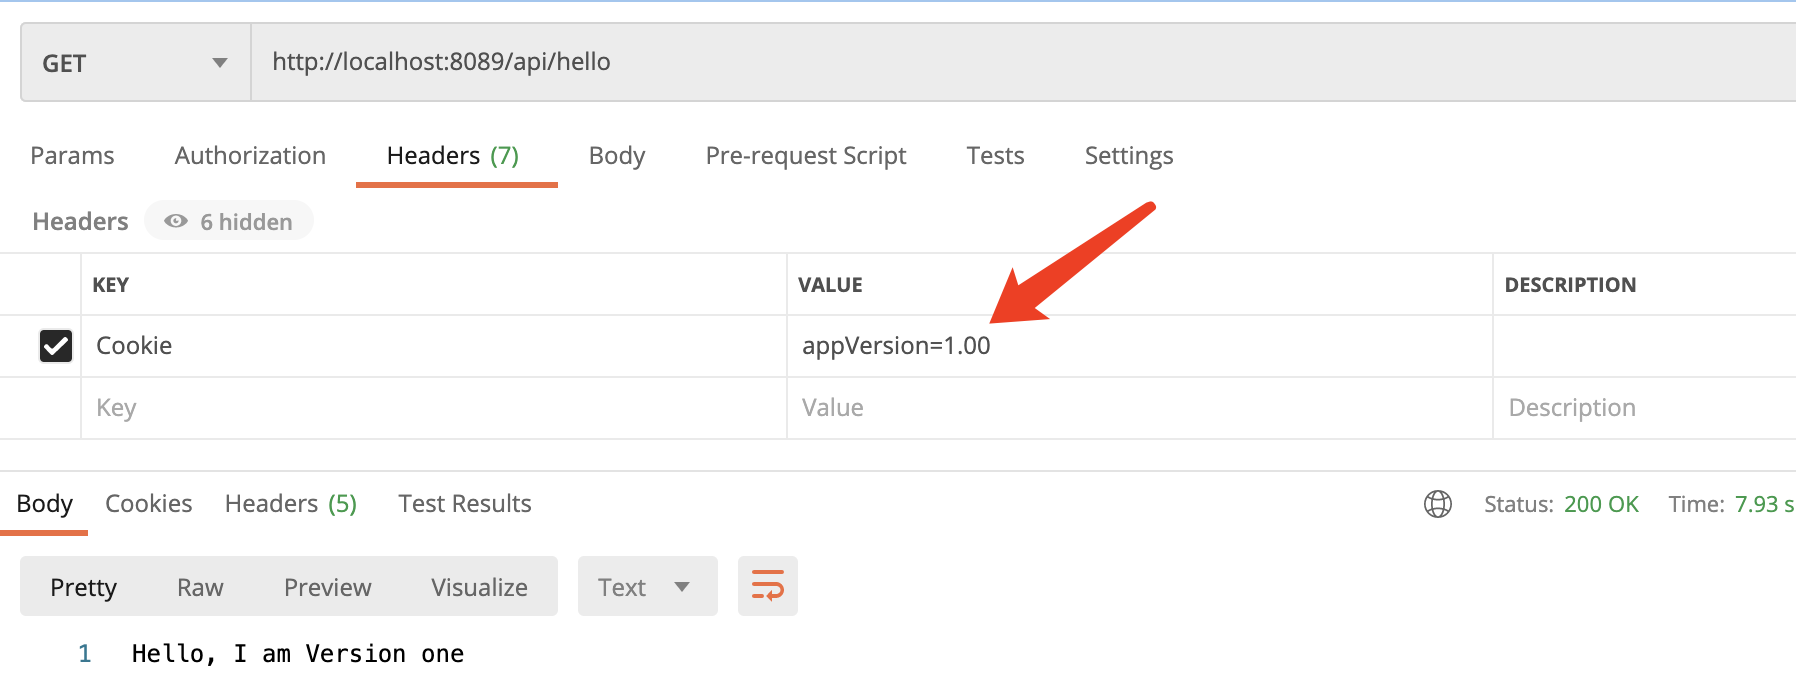 GET http://localhost:8089/api/hello
Params Authorization Headers (7) Body Pre-request Script Tests Settings
Headers 6 hidden
KEY VALUE DESCRIPTION
Cookie appVersion=1.00
Key Value Description
Body Cookies Headers (5) Test Results Status: 200 OK Time: 7.93 s
Pretty Raw Preview Visualize Text
1 Hello, I am Version one